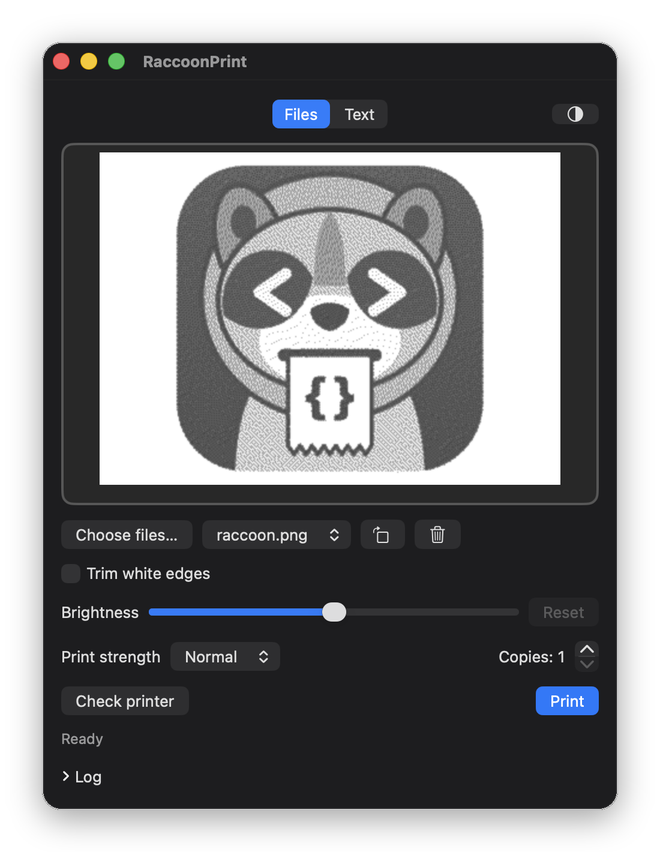 RaccoonPrint
Files Text
{}
Choose files... raccoon.png
Trim white edges
Brightness Reset
Print strength Normal Copies: 1
Check printer Print
Ready
Log